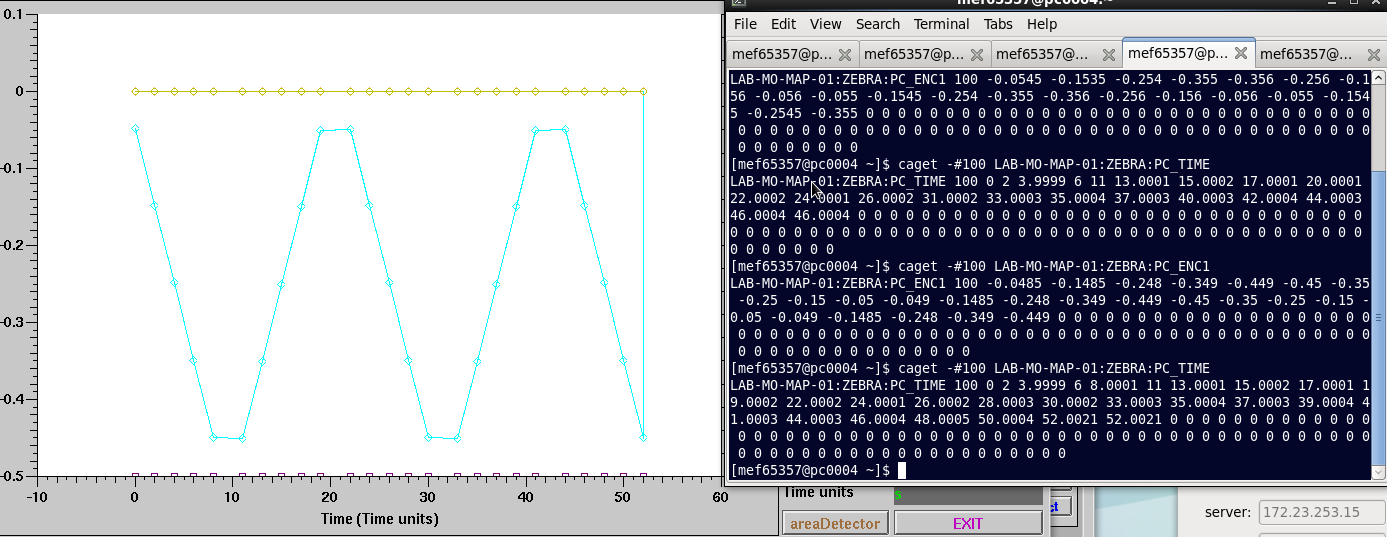 0.1
0
-0.1
-0.2
-0.3
-0.4
-0.5
-10
0
10
20
30
40
50
60
Time (Time units)
mef65357@pc0004:~
File Edit View Search Terminal Tabs Help
mef65357@p... mef65357@p... mef65357@... mef65357@p... mef65357@...
LAB-MO-MAP-01:ZEBRA:PC_ENC1 100 -0.0545 -0.1535 -0.254 -0.355 -0.356 -0.256 -0.1
56 -0.056 -0.055 -0.1545 -0.254 -0.355 -0.356 -0.256 -0.156 -0.056 -0.055 -0.154
5 -0.2545 -0.355 0 0 0 0 0 0 0 0 0 0 0 0 0 0 0 0 0 0 0 0 0 0 0 0 0 0 0 0 0 0 0 0
 0 0 0 0 0 0 0 0 0 0 0 0 0 0 0 0 0 0 0 0 0 0 0 0 0 0 0 0 0 0 0 0 0 0 0 0 0 0 0 0
 0 0 0 0 0 0 0 0
[mef65357@pc0004 ~]$ caget -#100 LAB-MO-MAP-01:ZEBRA:PC_TIME
LAB-MO-MAP-01:ZEBRA:PC_TIME 100 0 2 3.9999 6 11 13.0001 15.0002 17.0001 20.0001
22.0002 24.0001 26.0002 31.0002 33.0003 35.0004 37.0003 40.0003 42.0004 44.0003
46.0004 46.0004 0 0 0 0 0 0 0 0 0 0 0 0 0 0 0 0 0 0 0 0 0 0 0 0 0 0 0 0 0 0 0 0
0 0 0 0 0 0 0 0 0 0 0 0 0 0 0 0 0 0 0 0 0 0 0 0 0 0 0 0 0 0 0 0 0 0 0 0 0 0 0 0
0 0 0 0 0 0 0
[mef65357@pc0004 ~]$ caget -#100 LAB-MO-MAP-01:ZEBRA:PC_ENC1
LAB-MO-MAP-01:ZEBRA:PC_ENC1 100 -0.0485 -0.1485 -0.248 -0.349 -0.449 -0.45 -0.35
 -0.25 -0.15 -0.05 -0.049 -0.1485 -0.248 -0.349 -0.449 -0.45 -0.35 -0.25 -0.15 -
0.05 -0.049 -0.1485 -0.248 -0.349 -0.449 0 0 0 0 0 0 0 0 0 0 0 0 0 0 0 0 0 0 0 0
 0 0 0 0 0 0 0 0 0 0 0 0 0 0 0 0 0 0 0 0 0 0 0 0 0 0 0 0 0 0 0 0 0 0 0 0 0 0 0 0
 0 0 0 0 0 0 0 0 0 0 0 0 0 0 0
[mef65357@pc0004 ~]$ caget -#100 LAB-MO-MAP-01:ZEBRA:PC_TIME
LAB-MO-MAP-01:ZEBRA:PC_TIME 100 0 2 3.9999 6 8.0001 11 13.0001 15.0002 17.0001 1
9.0002 22.0002 24.0001 26.0002 28.0003 30.0002 33.0003 35.0004 37.0003 39.0004 4
1.0003 44.0003 46.0004 48.0005 50.0004 52.0021 52.0021 0 0 0 0 0 0 0 0 0 0 0 0 0
 0 0 0 0 0 0 0 0 0 0 0 0 0 0 0 0 0 0 0 0 0 0 0 0 0 0 0 0 0 0 0 0 0 0 0 0 0 0 0 0
 0 0 0 0 0 0 0 0 0 0 0 0 0 0 0 0 0 0 0 0 0
[mef65357@pc0004 ~]$
Time units
s
areaDetector
EXIT
ct
server:
172.23.253.15